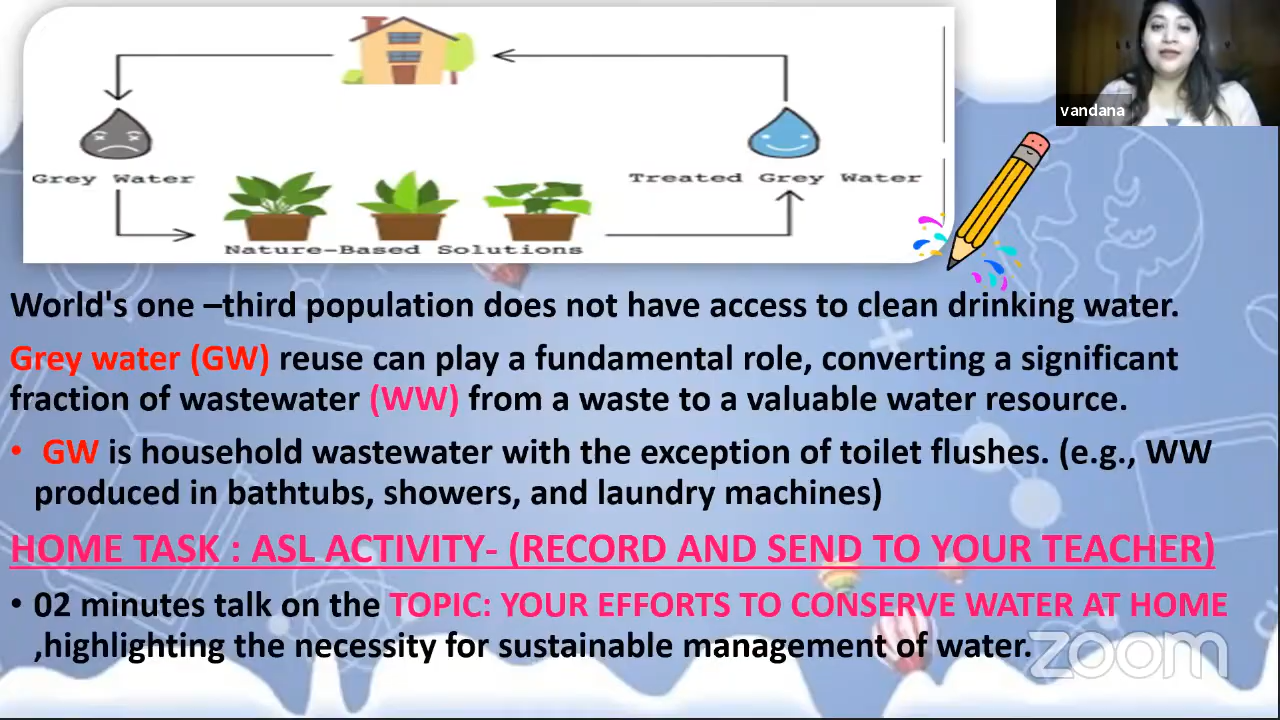 vandana
Grey Water
Treated Grey Water
Nature-Based Solutions
World's one –third population does not have access to clean drinking water.
Grey water (GW) reuse can play a fundamental role, converting a significant
fraction of wastewater (WW) from a waste to a valuable water resource.
• GW is household wastewater with the exception of toilet flushes. (e.g., WW
produced in bathtubs, showers, and laundry machines)
HOME TASK : ASL ACTIVITY- (RECORD AND SEND TO YOUR TEACHER)
• 02 minutes talk on the TOPIC: YOUR EFFORTS TO CONSERVE WATER AT HOME
,highlighting the necessity for sustainable management of water.
zoom